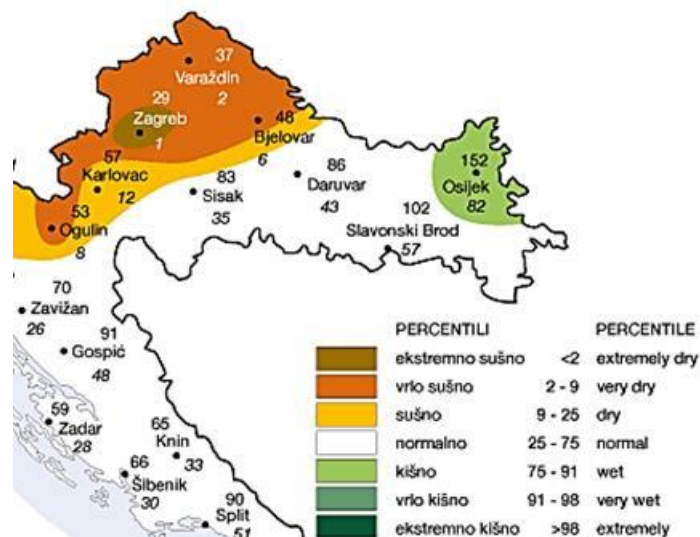 37
Varaždin
2
29
Zagreb
1
48
Bjelovar
6
57
Karlovac
12
83
Sisak
35
86
Daruvar
43
152
Osijek
82
53
Ogulin
8
102
Slavonski Brod
57
70
Zavižan
26
91
Gospić
48
59
Zadar
28
65
Knin
33
66
Šibenik
30
90
Split
51
PERCENTILI PERCENTILE
ekstremno sušno <2 extremely dry
vrlo sušno 2 - 9 very dry
sušno 9 - 25 dry
normalno 25 - 75 normal
kišno 75 - 91 wet
vrlo kišno 91 - 98 very wet
ekstremno kišno >98 extremely